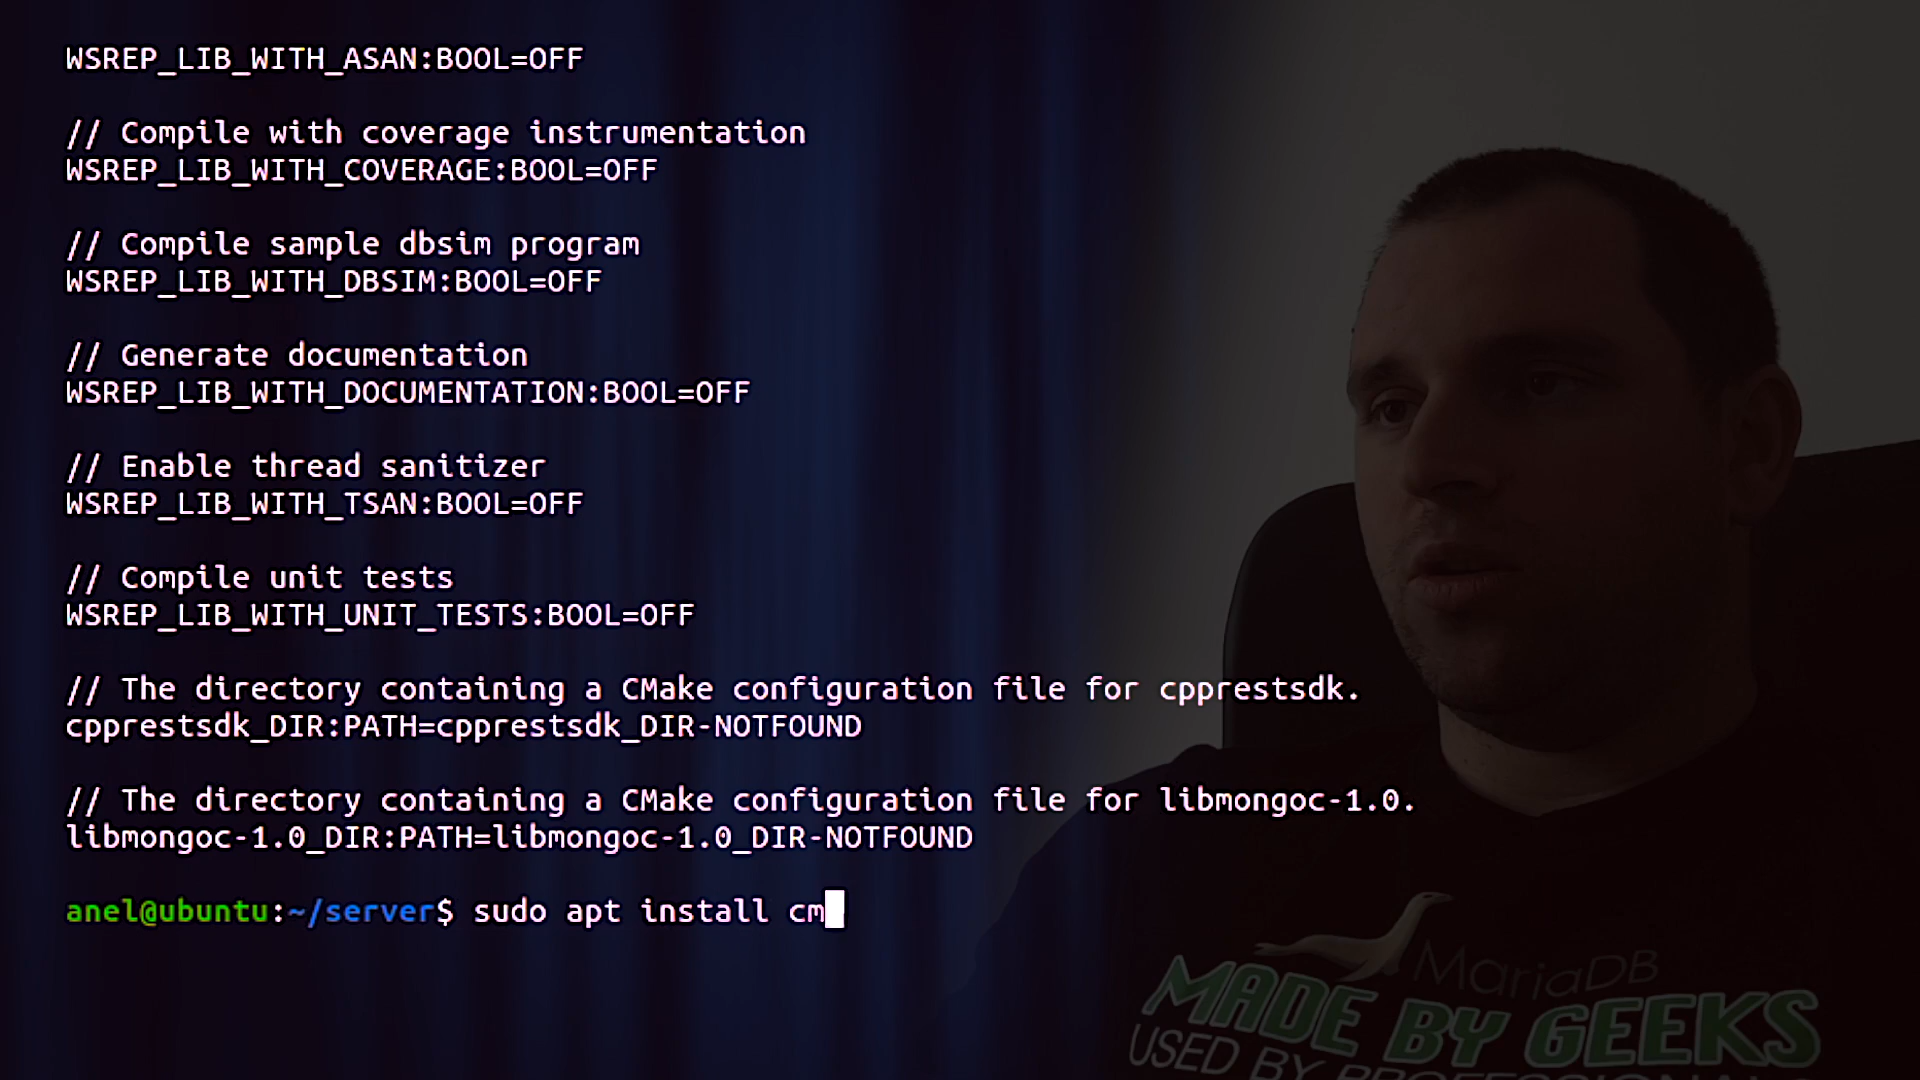 WSREP_LIB_WITH_ASAN:BOOL=OFF
// Compile with coverage instrumentation
WSREP_LIB_WITH_COVERAGE:BOOL=OFF
// Compile sample dbsim program
WSREP_LIB_WITH_DBSIM:BOOL=OFF
// Generate documentation
WSREP_LIB_WITH_DOCUMENTATION:BOOL=OFF
// Enable thread sanitizer
WSREP_LIB_WITH_TSAN:BOOL=OFF
// Compile unit tests
WSREP_LIB_WITH_UNIT_TESTS:BOOL=OFF
// The directory containing a CMake configuration file for cpprestsdk.
cpprestsdk_DIR:PATH=cpprestsdk_DIR-NOTFOUND
// The directory containing a CMake configuration file for libmongoc-1.0.
libmongoc-1.0_DIR:PATH=libmongoc-1.0_DIR-NOTFOUND
anel@ubuntu:~/server$ sudo apt install cm
MariaDB
MADE BY GEEKS
USED BY